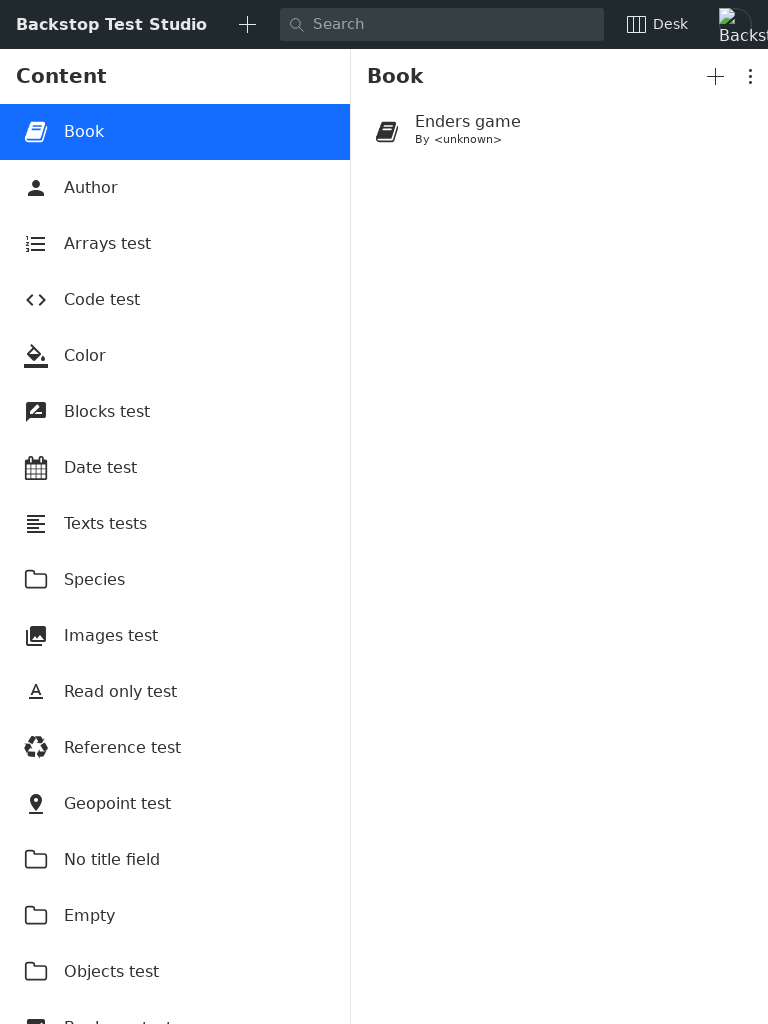 Backstop Test Studio
Search
Desk
Backst
Content
Book
Author
Arrays test
Code test
Color
Blocks test
Date test
Texts tests
Species
Images test
Read only test
Reference test
Geopoint test
No title field
Empty
Objects test
Book
Enders game
By <unknown>